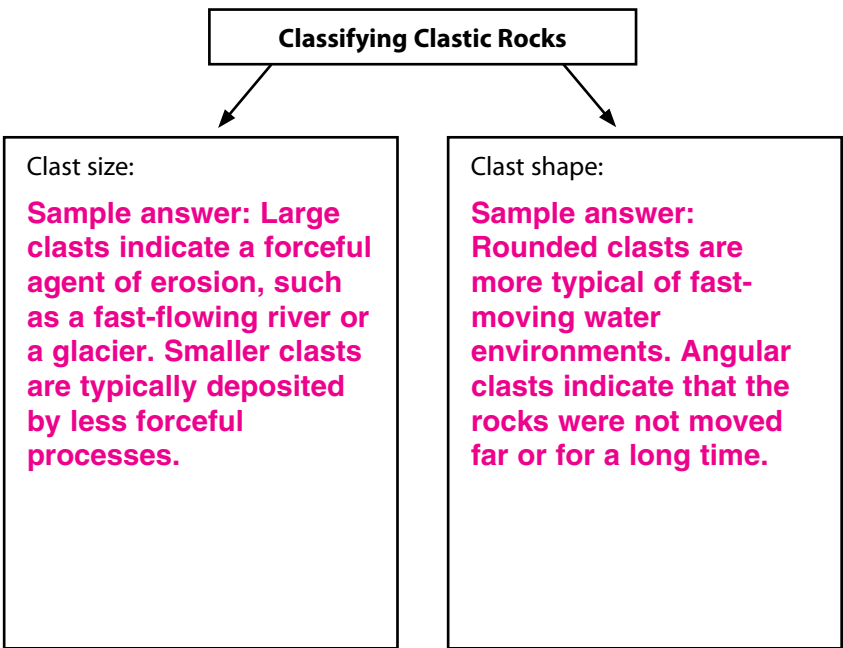 Classifying Clastic Rocks
Clast size:
Sample answer: Large
clasts indicate a forceful
agent of erosion, such
as a fast-flowing river or
a glacier. Smaller clasts
are typically deposited
by less forceful
processes.
Clast shape:
Sample answer:
Rounded clasts are
more typical of fast-
moving water
environments. Angular
clasts indicate that the
rocks were not moved
far or for a long time.